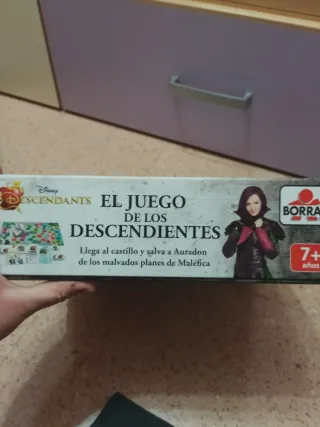 Disney
DESCENDANTS
EL JUEGO
DE LOS
DESCENDIENTES
Llega al castillo y salva a Auradon
de los malvados planes de Maléfica
BORRA
7+
años